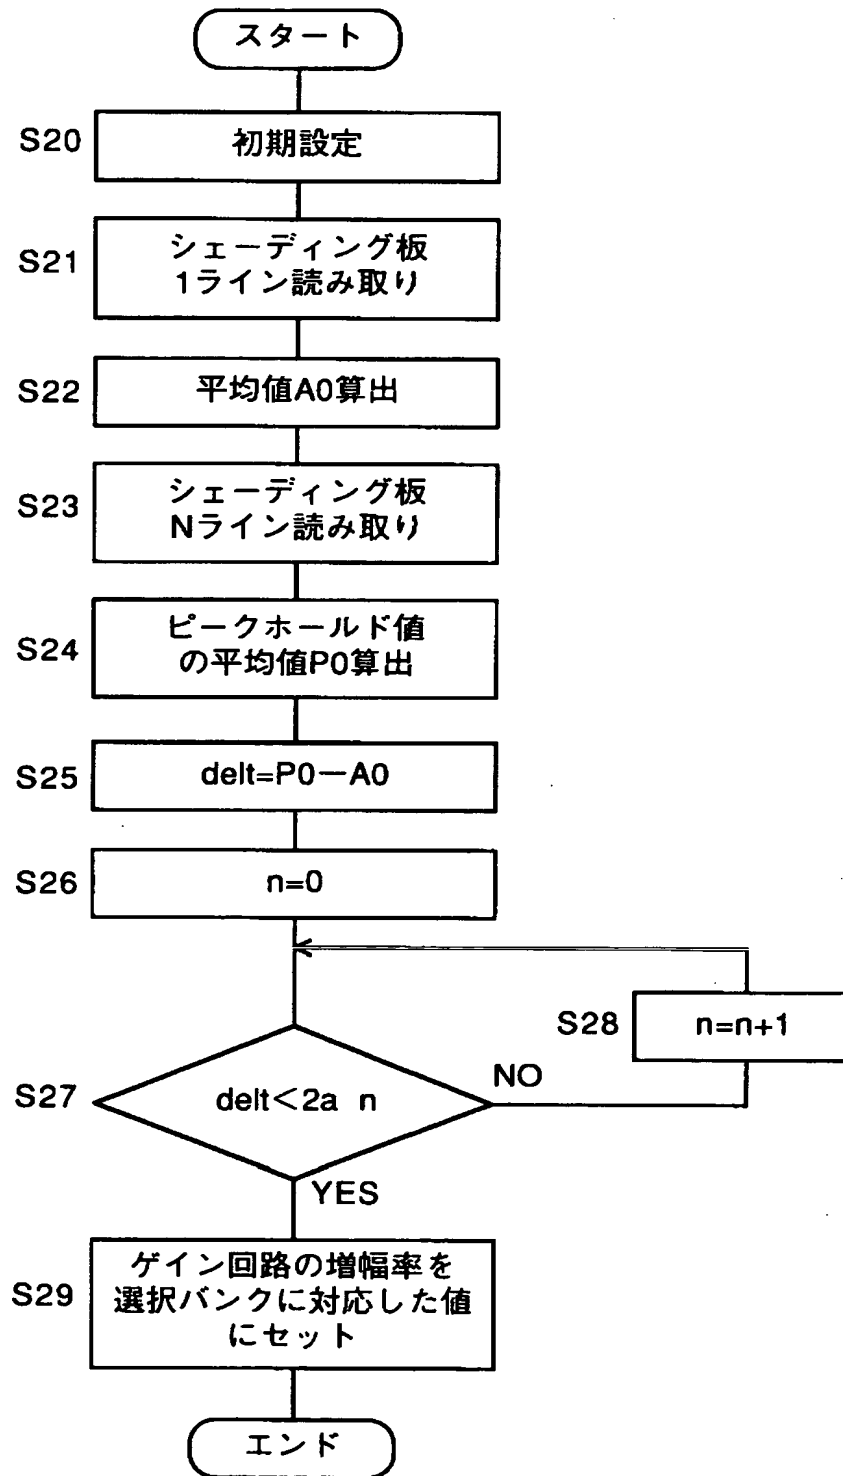 スタート
S20
初期設定
S21
シェーディング板
1ライン読み取り
S22
平均値A0算出
S23
シェーディング板
Nライン読み取り
S24
ピークホールド値
の平均値P0算出
S25
delt=P0－A0
S26
n=0
S28
n=n+1
S27
delt＜2a n
NO
YES
S29
ゲイン回路の増幅率を
選択バンクに対応した値
にセット
エンド